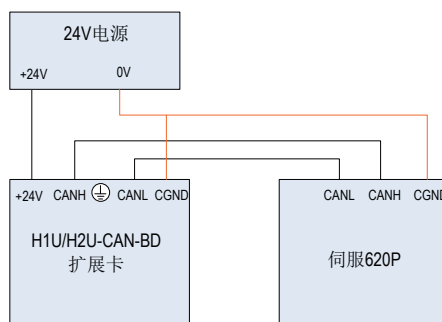 24V电源
+24V 0V
+24V CANH CANL CGND
CANL CANH CGND
H1U/H2U-CAN-BD
扩展卡
伺服620P